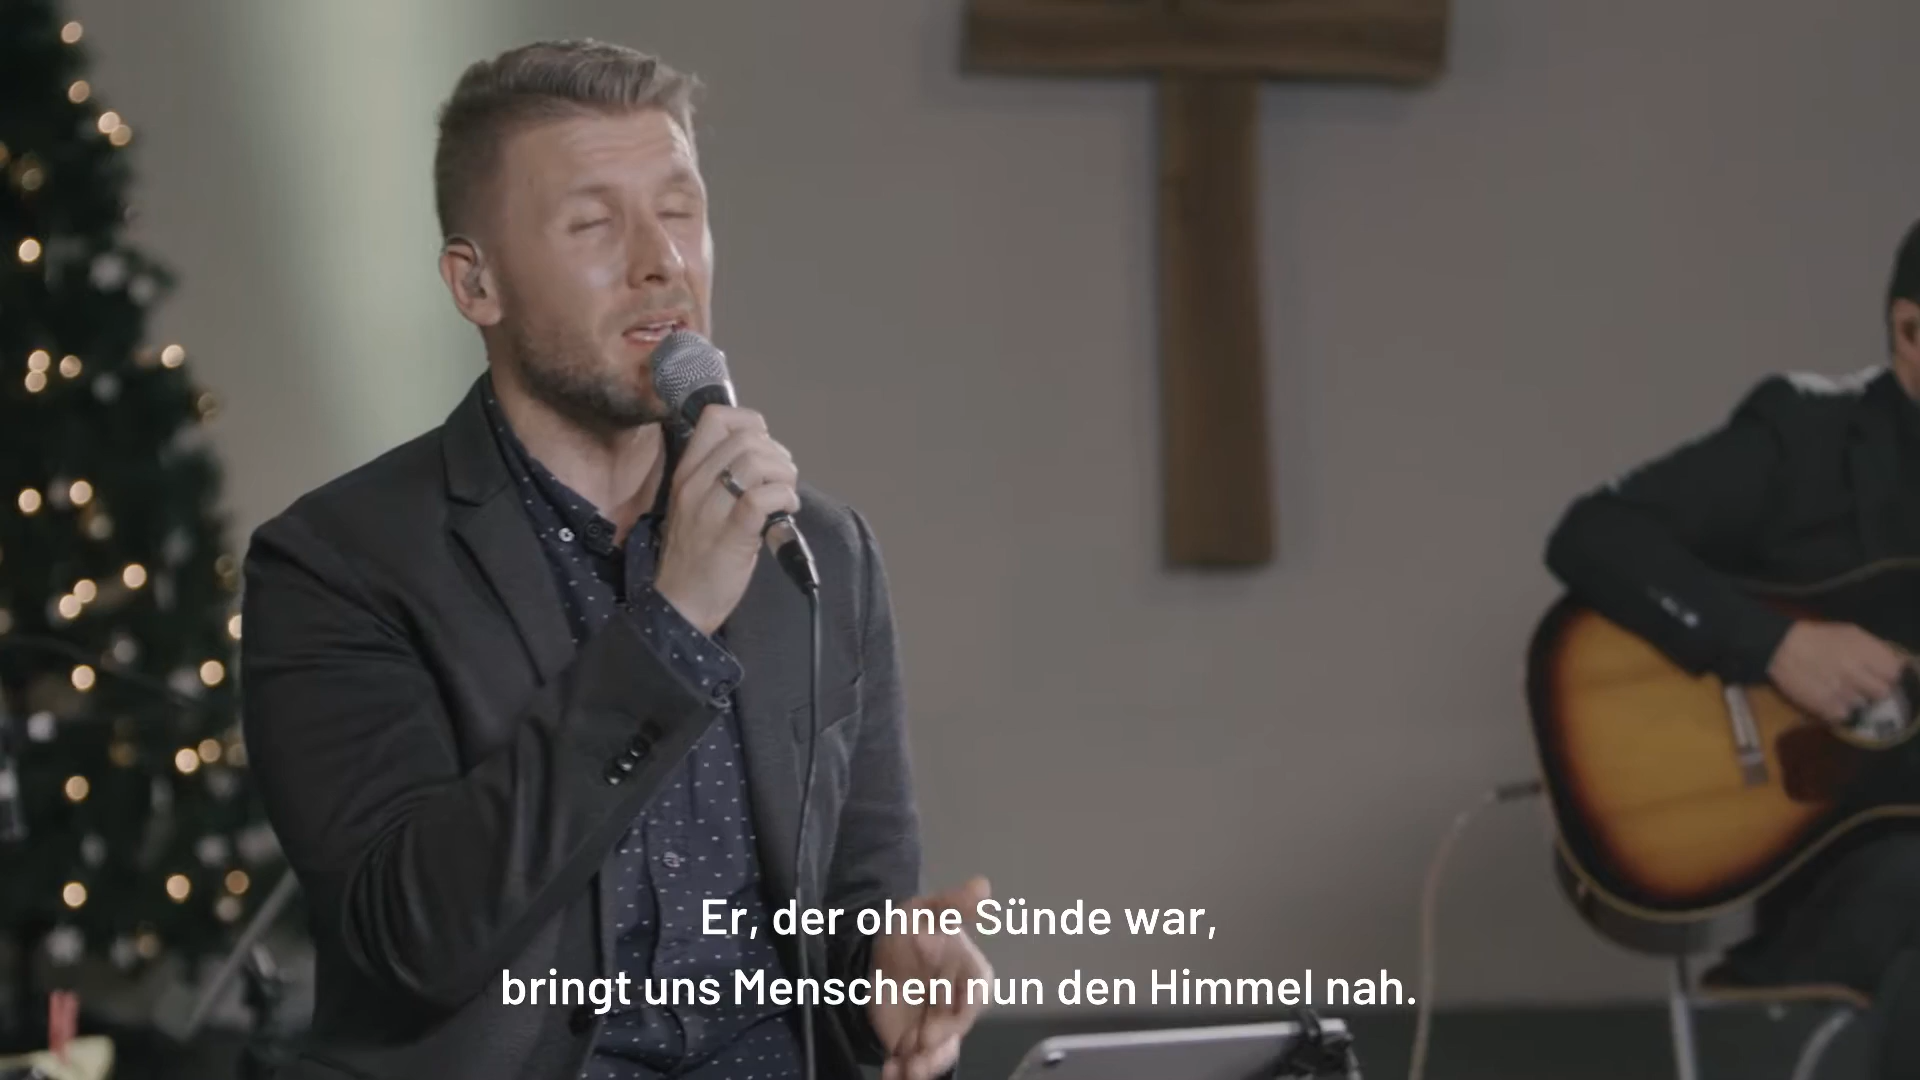 Er, der ohne Sünde war,
bringt uns Menschen nun den Himmel nah.